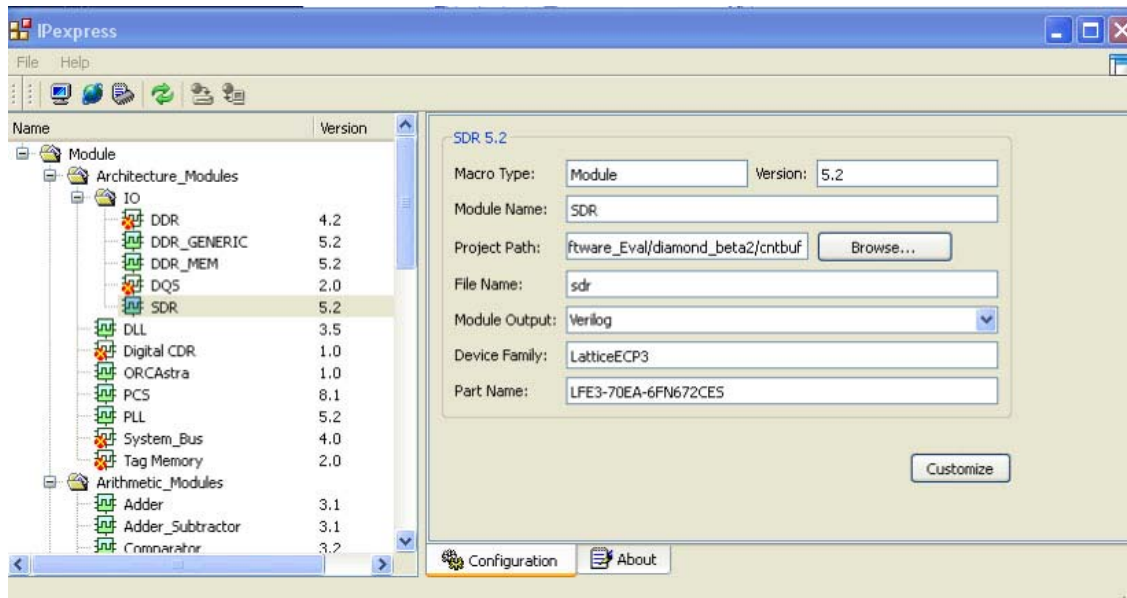 IPexpress
File Help
Name Version
Module
Architecture_Modules
IO
DDR 4.2
DDR_GENERIC 5.2
DDR_MEM 5.2
DQS 2.0
SDR 5.2
DLL 3.5
Digital CDR 1.0
ORCAstra 1.0
PCS 8.1
PLL 5.2
System_Bus 4.0
Tag Memory 2.0
Arithmetic_Modules
Adder 3.1
Adder_Subtractor 3.1
Comparator 3.2
SDR 5.2
Macro Type: Module Version: 5.2
Module Name: SDR
Project Path: ftware_Eval/diamond_beta2/cntbuf Browse...
File Name: sdr
Module Output: Verilog
Device Family: LatticeECP3
Part Name: LFE3-70EA-6FN672CES
Customize
Configuration About